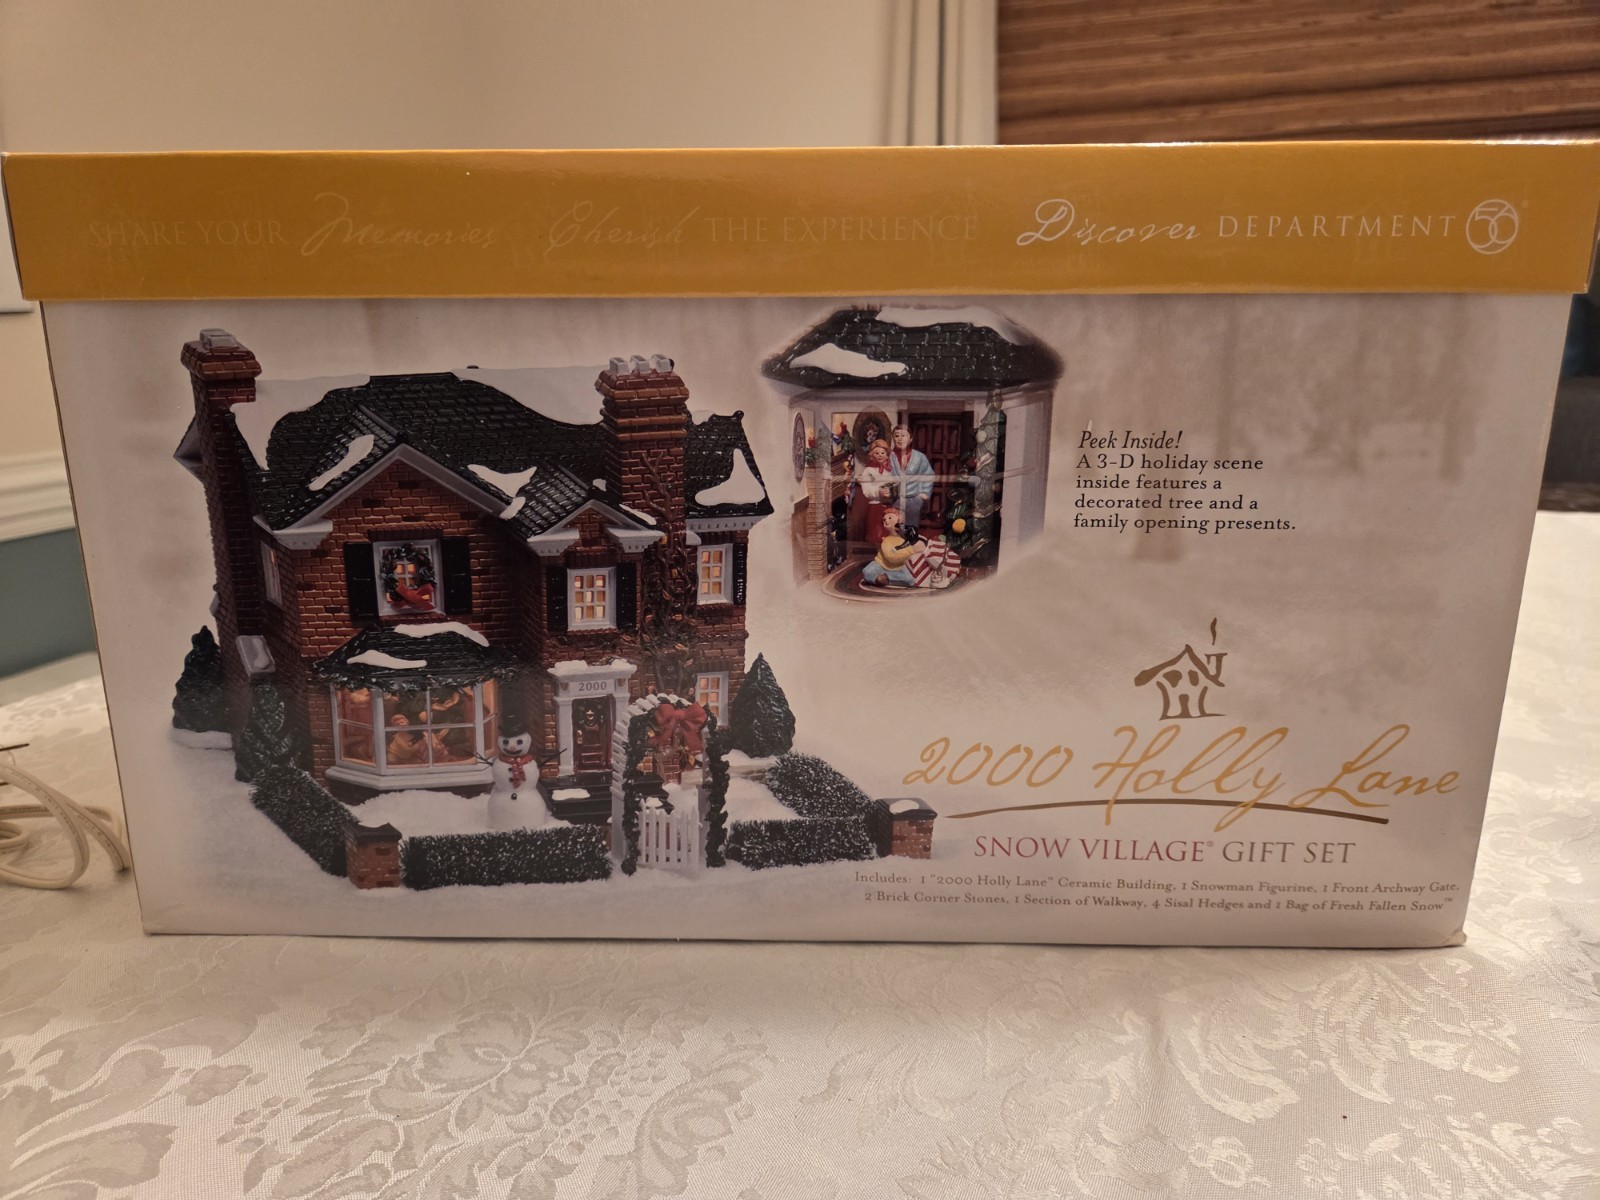 SHARE YOUR Memories Cherish THE EXPERIENCE Discover DEPARTMENT 56®
Peek Inside!
A 3-D holiday scene
inside features a
decorated tree and a
family opening presents.
2000
2000 Holly Lane
SNOW VILLAGE® GIFT SET
Includes: 1 "2000 Holly Lane" Ceramic Building, 1 Snowman Figurine, 1 Front Archway Gate,
2 Brick Corner Stones, 1 Section of Walkway, 4 Sisal Hedges and 1 Bag of Fresh Fallen Snow™